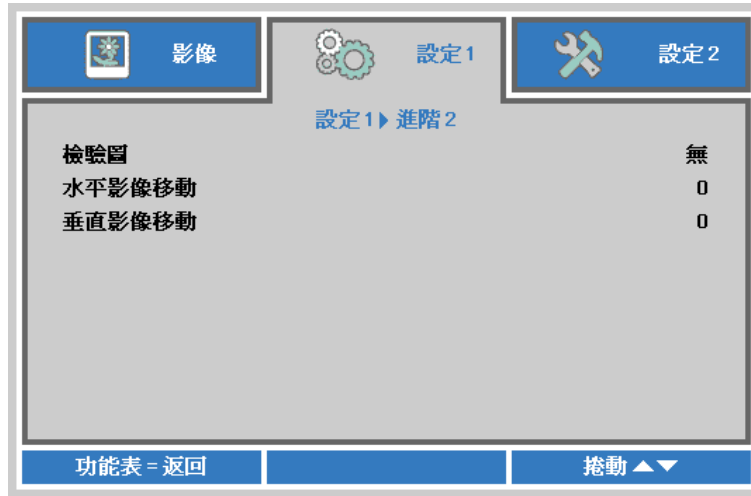 影像 設定1 設定2
設定1▶進階2
檢驗圖 無
水平影像移動 0
垂直影像移動 0
功能表=返回 捲動▲▼